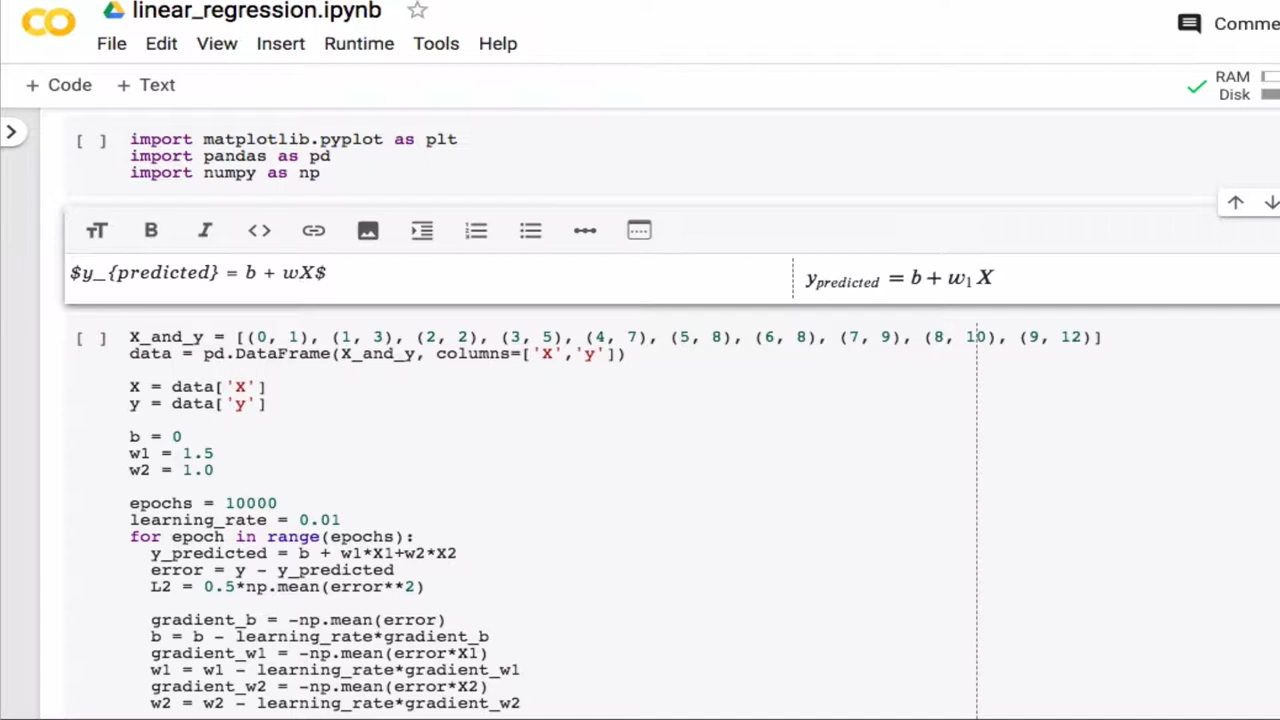 linear_regression.ipynb
Comme
File Edit View Insert Runtime Tools Help
+ Code + Text
RAM
Disk
[ ] import matplotlib.pyplot as plt
import pandas as pd
import numpy as np
$y_{predicted} = b + wX$
y_predicted = b + w_1 X
[ ] X_and_y = [(0, 1), (1, 3), (2, 2), (3, 5), (4, 7), (5, 8), (6, 8), (7, 9), (8, 10), (9, 12)]
data = pd.DataFrame(X_and_y, columns=['X','y'])
X = data['X']
y = data['y']
b = 0
w1 = 1.5
w2 = 1.0
epochs = 10000
learning_rate = 0.01
for epoch in range(epochs):
y_predicted = b + w1*X1+w2*X2
error = y - y_predicted
L2 = 0.5*np.mean(error**2)
gradient_b = -np.mean(error)
b = b - learning_rate*gradient_b
gradient_w1 = -np.mean(error*X1)
w1 = w1 - learning_rate*gradient_w1
gradient_w2 = -np.mean(error*X2)
w2 = w2 - learning_rate*gradient_w2